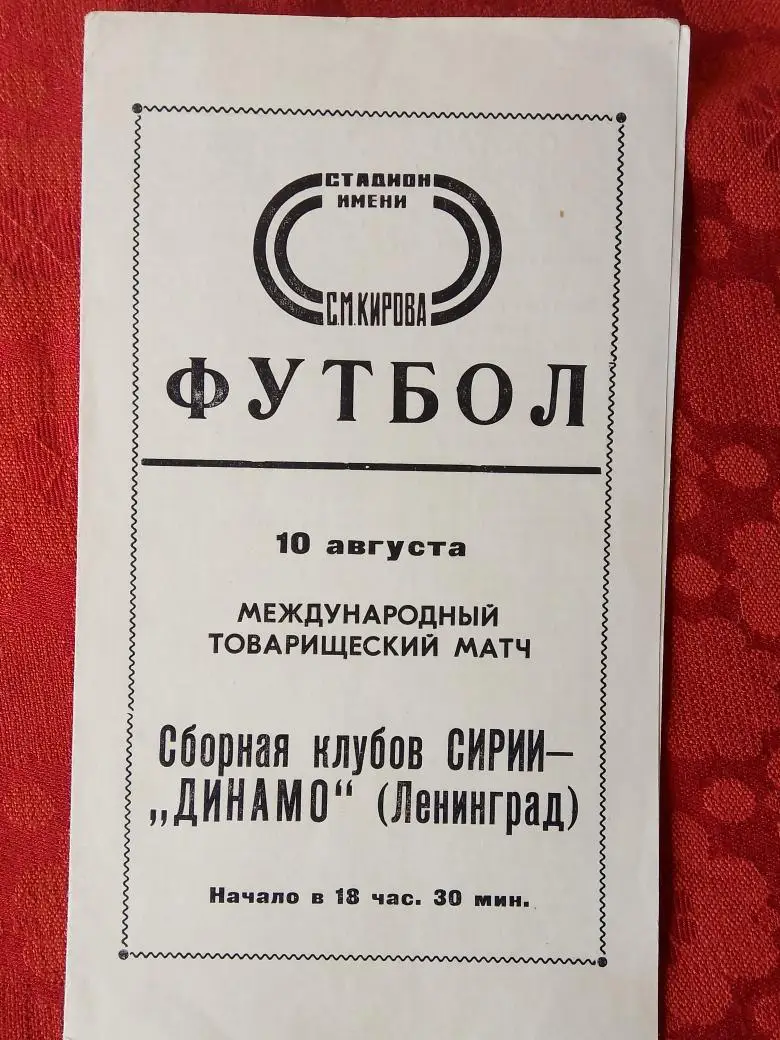 СТАДИОН
ИМЕНИ
С.М.КИРОВА
ФУТБОЛ
10 августа
МЕЖДУНАРОДНЫЙ
ТОВАРИЩЕСКИЙ МАТЧ
Сборная клубов СИРИИ—
„ДИНАМО“ (Ленинград)
Начало в 18 час. 30 мин.